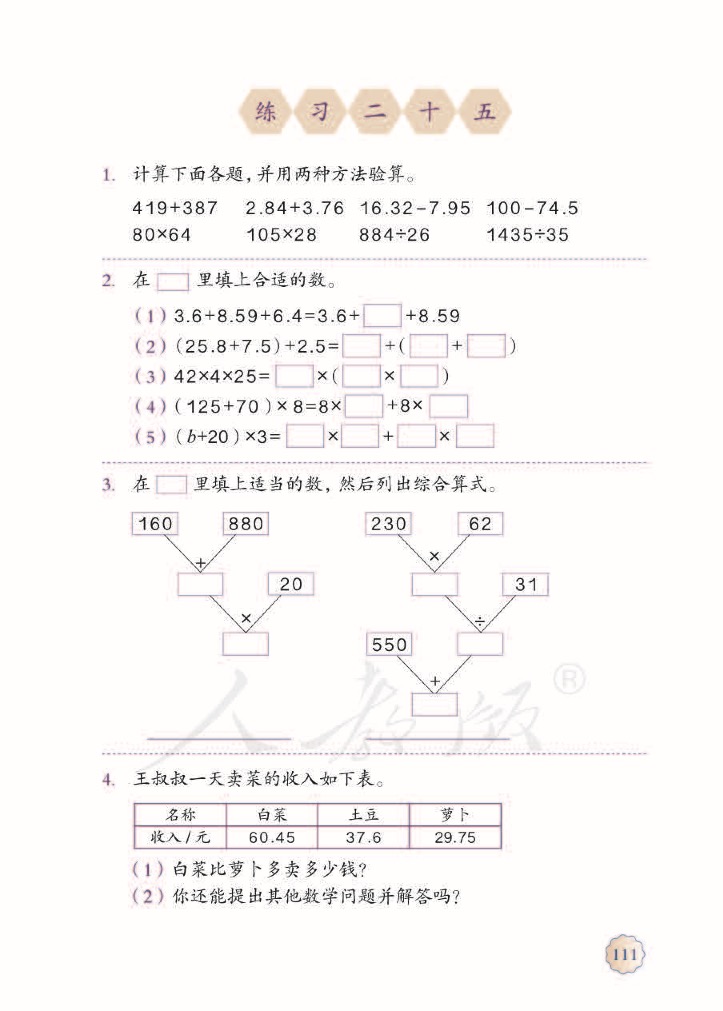 练习二十五
1. 计算下面各题，并用两种方法验算。
419+387 2.84+3.76 16.32-7.95 100-74.5
80×64 105×28 884÷26 1435÷35
2. 在 □ 里填上合适的数。
(1) 3.6+8.59+6.4=3.6+□+8.59
(2) (25.8+7.5)+2.5=□+(□+□)
(3) 42×4×25=□×(□×□)
(4) (125+70)×8=8×□+8×□
(5) (b+20)×3=□×□+□×□
3. 在 □ 里填上适当的数，然后列出综合算式。
160 880 230 62
+ ×
20 31
× ÷
550
+
人教版®
4. 王叔叔一天卖菜的收入如下表。
名称 白菜 土豆 萝卜
收入/元 60.45 37.6 29.75
(1) 白菜比萝卜多卖多少钱？
(2) 你还能提出其他数学问题并解答吗？
111